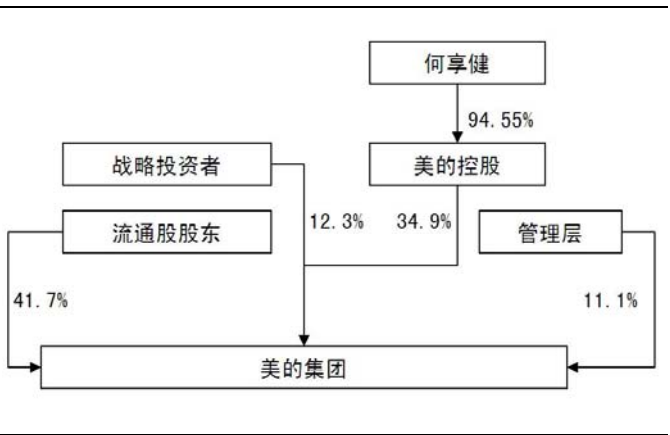 何享健
94.55%
战略投资者
美的控股
流通股股东
12.3%
34.9%
管理层
41.7%
11.1%
美的集团